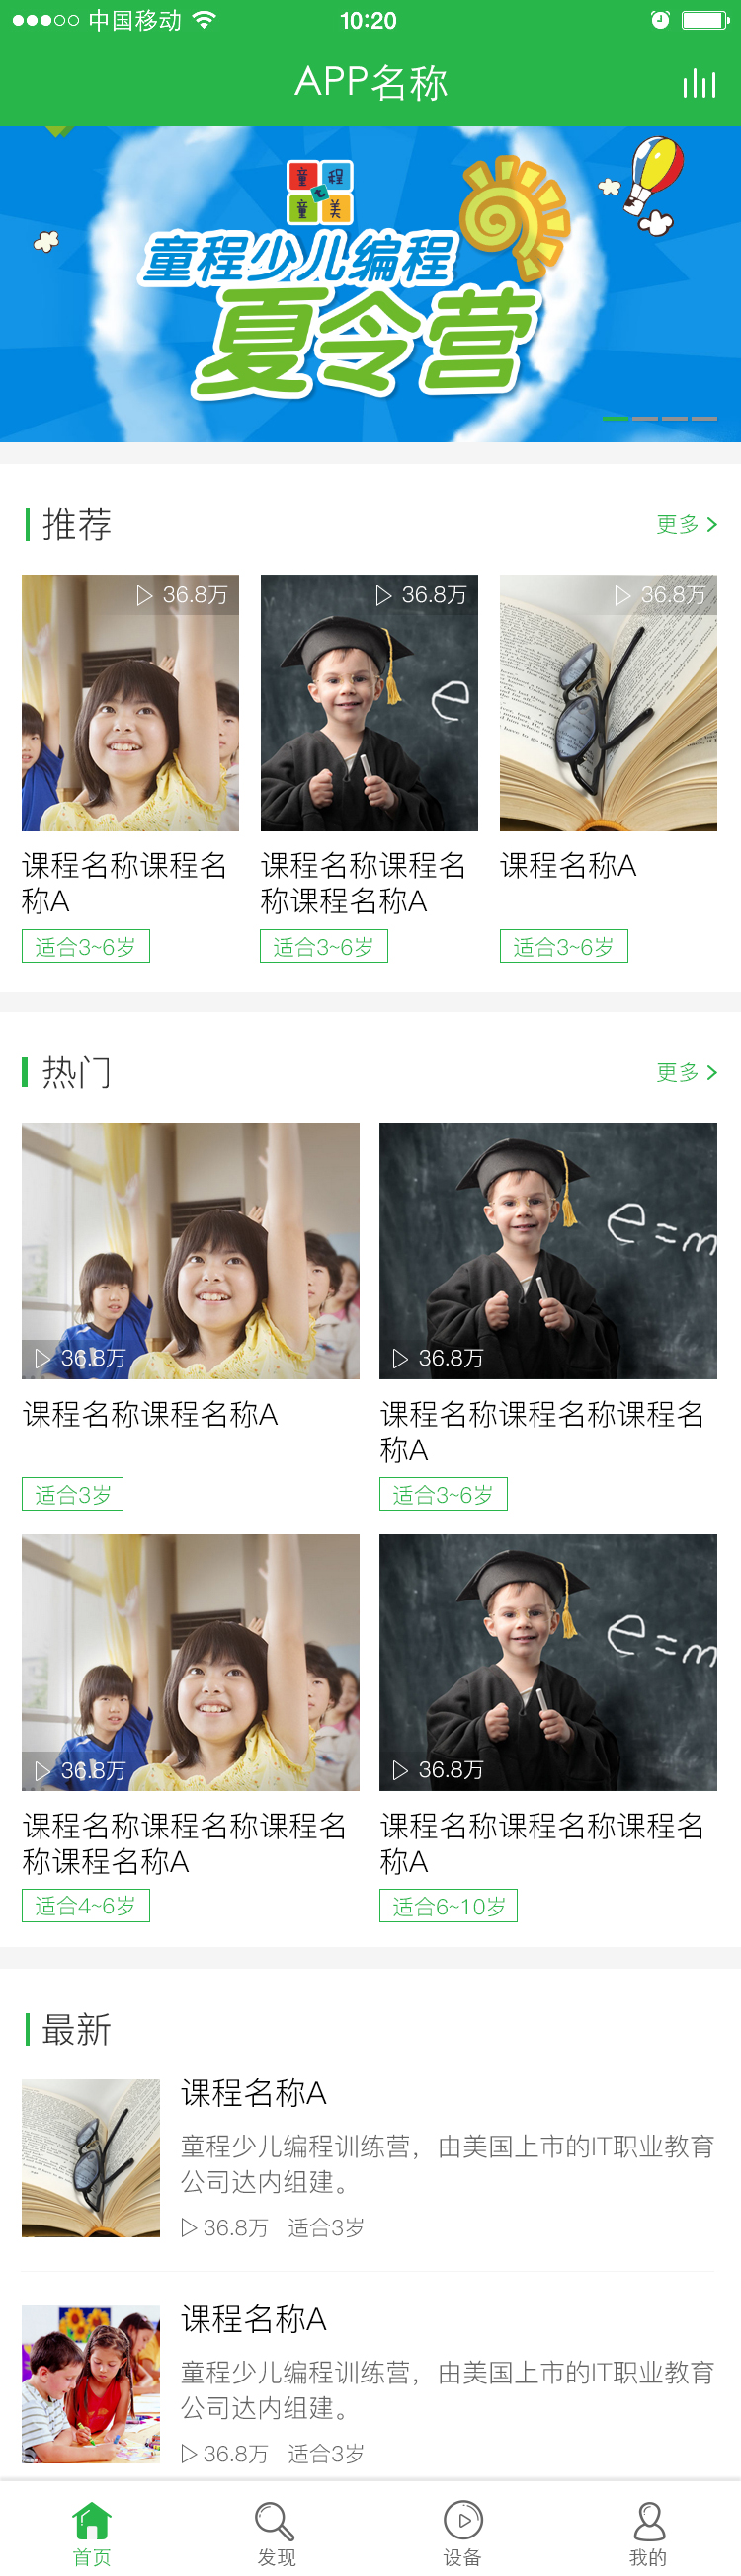 中国移动
10:20
APP名称
童程
童美
童程少儿编程
夏令营
推荐
更多
36.8万
36.8万
36.8万
课程名称课程名
称A
适合3~6岁
课程名称课程名
称课程名称A
适合3~6岁
课程名称A
适合3~6岁
热门
更多
36.8万
e=m
36.8万
课程名称课程名称A
适合3岁
课程名称课程名称课程名
称A
适合3~6岁
36.8万
e=m
36.8万
课程名称课程名称课程名
称课程名称A
适合4~6岁
课程名称课程名称课程名
称A
适合6~10岁
最新
课程名称A
童程少儿编程训练营，由美国上市的IT职业教育
公司达内组建。
36.8万 适合3岁
课程名称A
童程少儿编程训练营，由美国上市的IT职业教育
公司达内组建。
36.8万 适合3岁
首页 发现 设备 我的